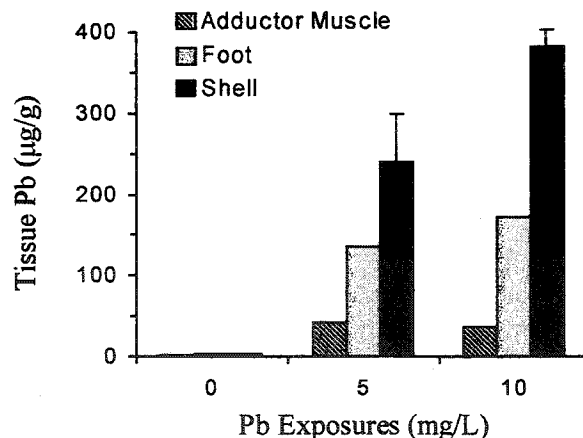 Adductor Muscle
Foot
Shell
400
300
200
100
0
Tissue Pb (µg/g)
0 5 10
Pb Exposures (mg/L)